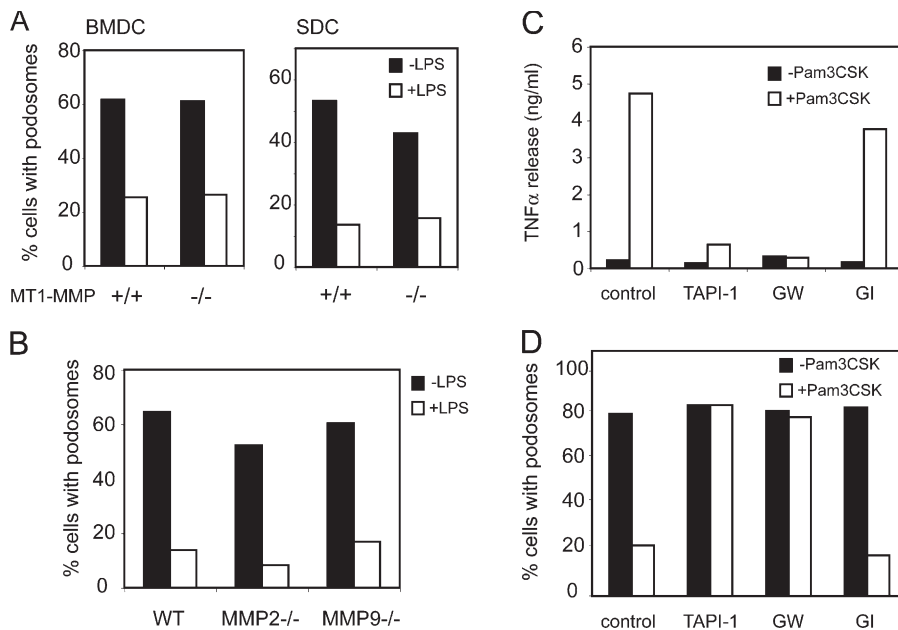 A
BMDC
SDC
80
60
40
20
0
% cells with podosomes
60
40
20
0
-LPS
+LPS
MT1-MMP +/+ -/- +/+ -/-
B
80
60
40
20
0
% cells with podosomes
-LPS
+LPS
WT MMP2-/- MMP9-/-
C
6
5
4
3
2
1
0
TNFα release (ng/ml)
-Pam3CSK
+Pam3CSK
control TAPI-1 GW GI
D
100
80
60
40
20
0
% cells with podosomes
-Pam3CSK
+Pam3CSK
control TAPI-1 GW GI